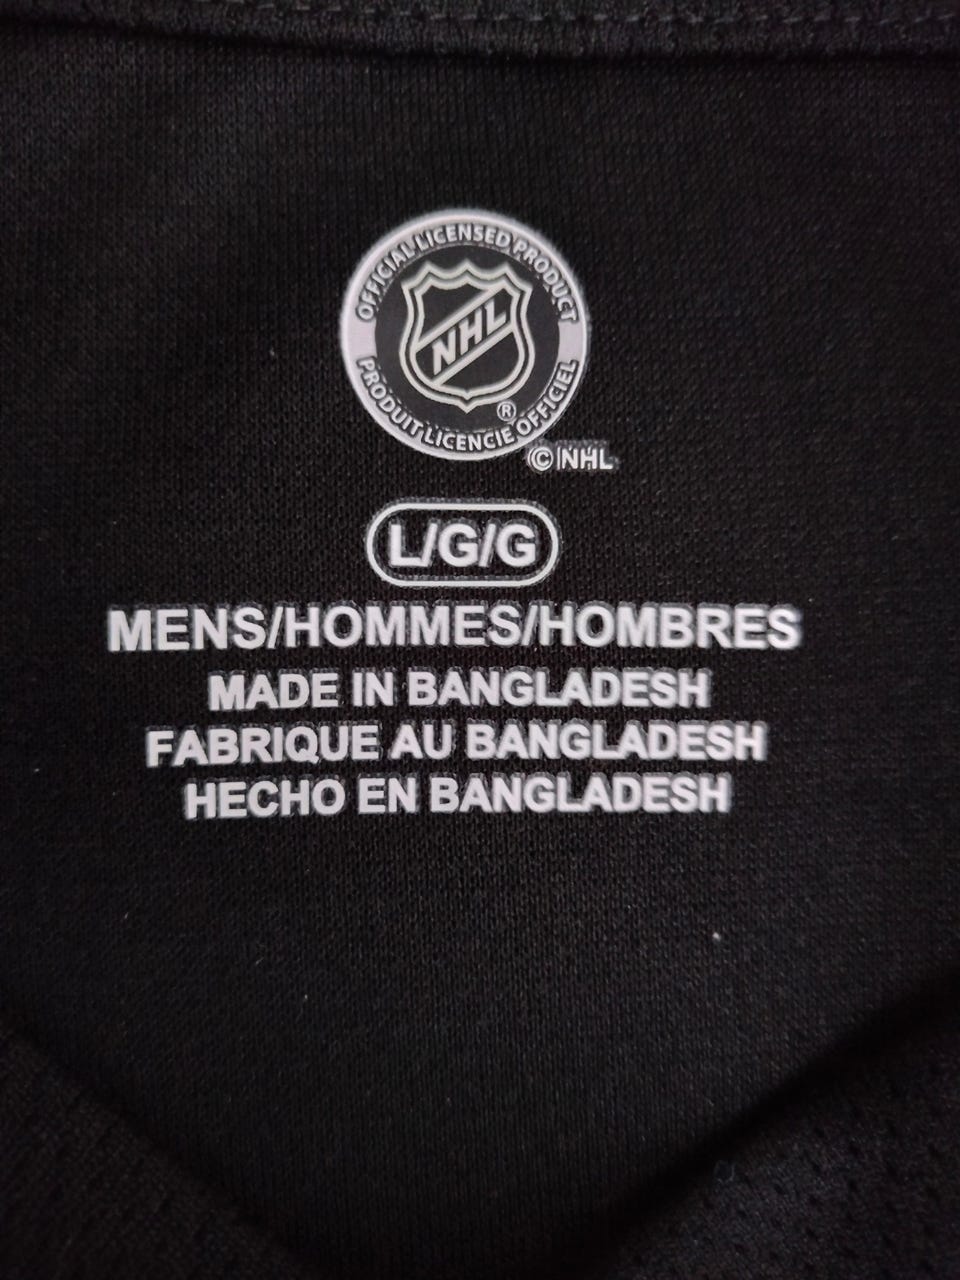 OFFICIAL LICENSED PRODUCT
NHL
®
PRODUIT LICENCIE OFFICIEL
© NHL
L/G/G
MENS/HOMMES/HOMBRES
MADE IN BANGLADESH
FABRIQUE AU BANGLADESH
HECHO EN BANGLADESH